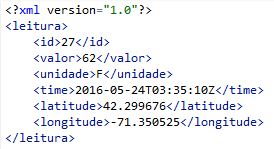 <?xml version="1.0"?>
<leitura>
    <id>27</id>
    <valor>62</valor>
    <unidade>F</unidade>
    <time>2016-05-24T03:35:10Z</time>
    <latitude>42.299676</latitude>
    <longitude>-71.350525</longitude>
</leitura>